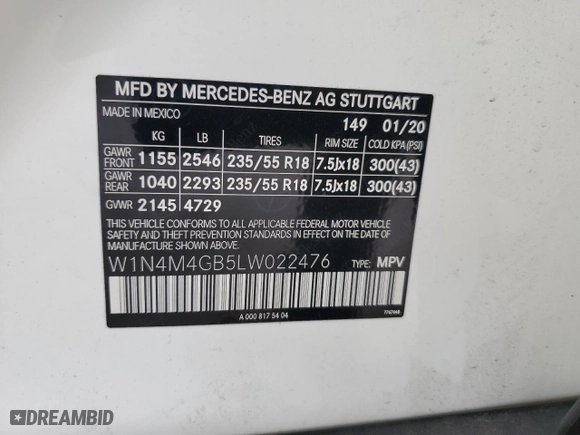 MFD BY MERCEDES-BENZ AG STUTTGART
MADE IN MEXICO 149 01/20
KG LB TIRES RIM SIZE COLD KPA (PSI)
GAWR FRONT 1155 2546 235/55 R18 7.5Jx18 300(43)
GAWR REAR 1040 2293 235/55 R18 7.5Jx18 300(43)
GVWR 2145 4729
THIS VEHICLE CONFORMS TO ALL APPLICABLE FEDERAL MOTOR VEHICLE
SAFETY AND THEFT PREVENTION STANDARDS IN EFFECT ON THE DATE
OF MANUFACTURE SHOWN ABOVE.
W1N4M4GB5LW022476 TYPE: MPV
A 000 817 54 04
DREAMBID